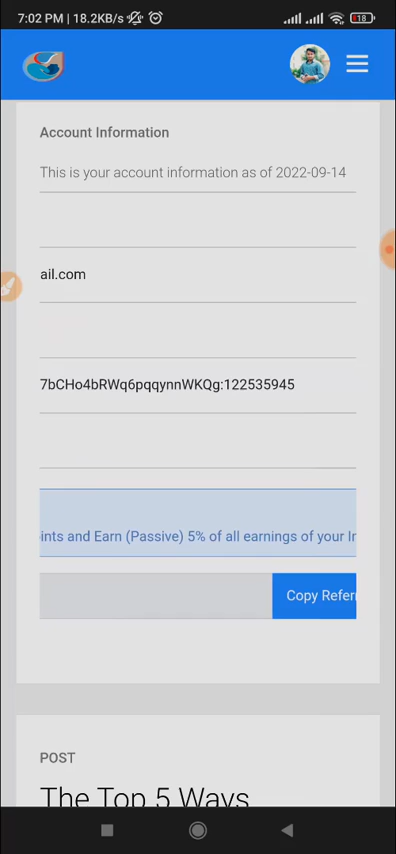 7:02 PM | 18.2KB/s
18
Account Information
This is your account information as of 2022-09-14
ail.com
7bCHo4bRWq6pqqynnWKQg:122535945
ints and Earn (Passive) 5% of all earnings of your Ir
Copy Refer
POST
The Top 5 Ways